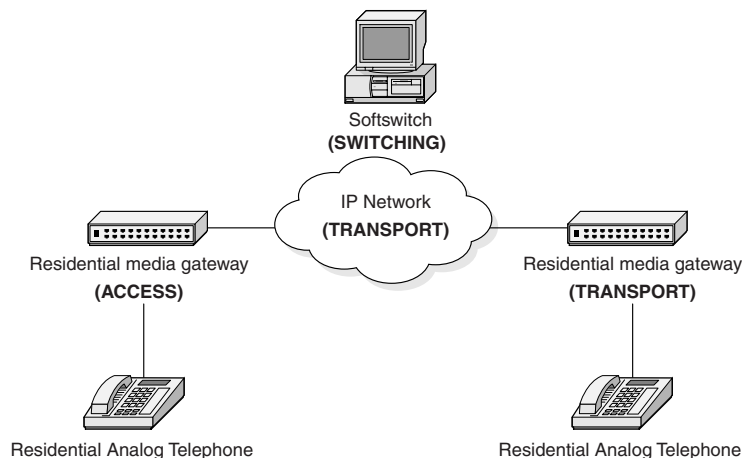 Softswitch
(SWITCHING)
IP Network
(TRANSPORT)
Residential media gateway
(ACCESS)
Residential media gateway
(TRANSPORT)
Residential Analog Telephone
Residential Analog Telephone